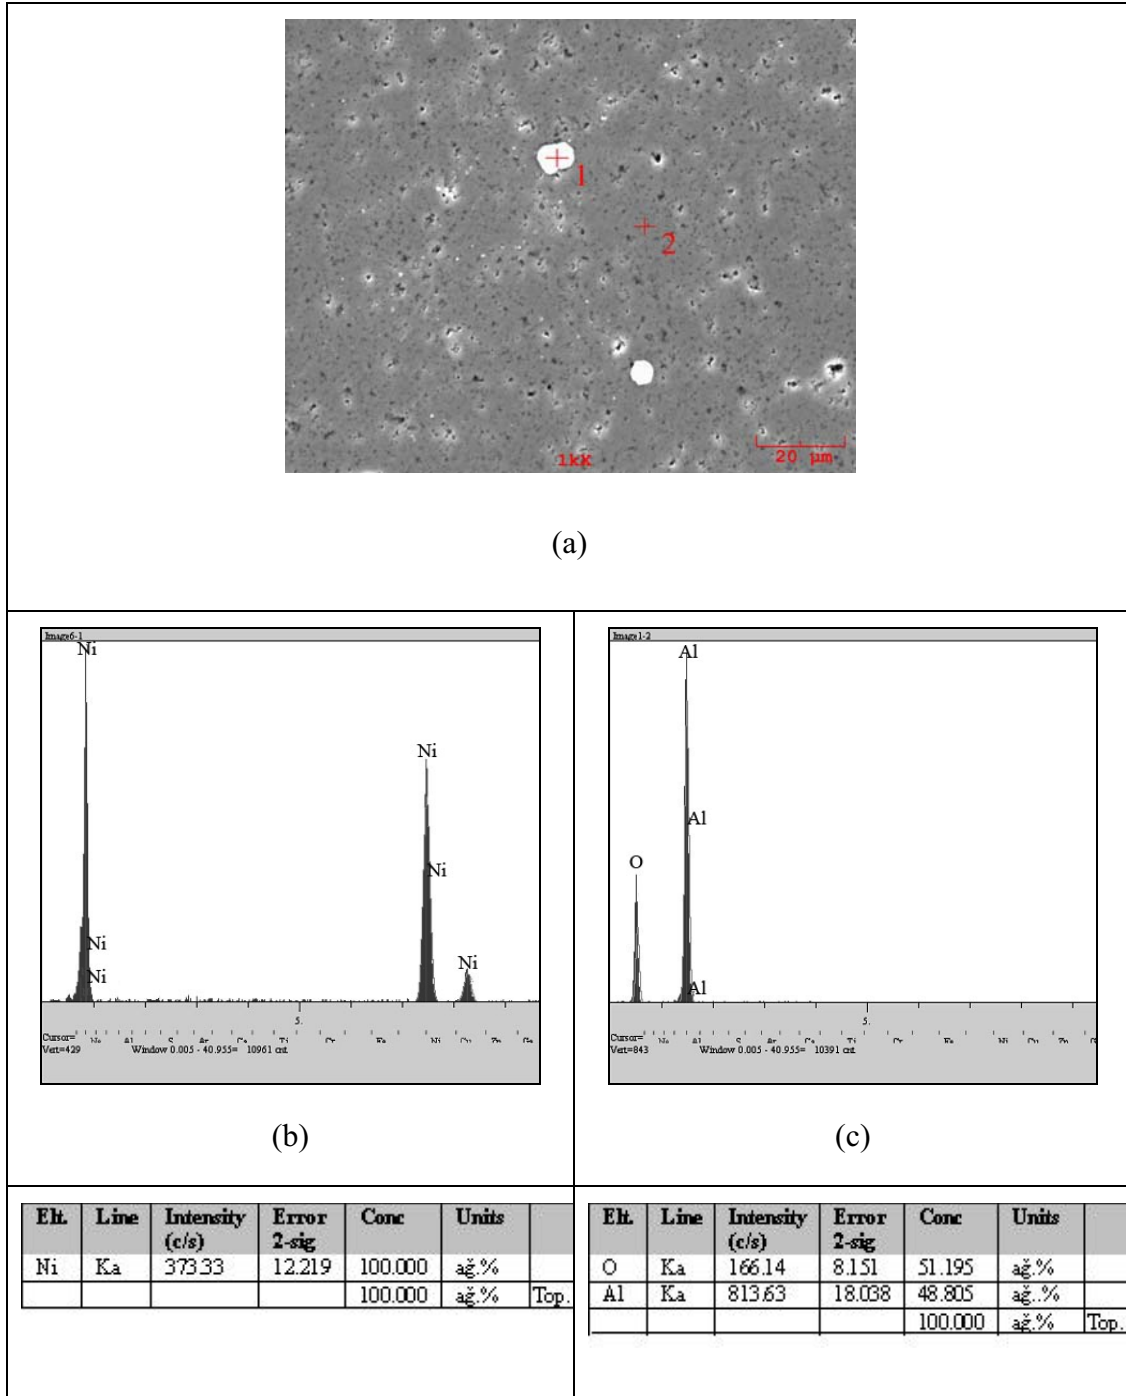 1
2
1kX
20 µm
(a)
Image6-1
Ni
Ni
Ni
Ni
Ni
Ni
5.
Cursor=
Vert=429 Window 0.005 - 40.955= 10961 cnt
(b)
Image1-2
Al
Al
O
Al
5.
Cursor=
Vert=843 Window 0.005 - 40.955= 10391 cnt
(c)
Elt. Line Intensity (c/s) Error 2-sig Conc Units
Ni Ka 373.33 12.219 100.000 ağ.%
100.000 ağ.% Top.
Elt. Line Intensity (c/s) Error 2-sig Conc Units
O Ka 166.14 8.151 51.195 ağ.%
Al Ka 813.63 18.038 48.805 ağ..%
100.000 ağ.% Top.